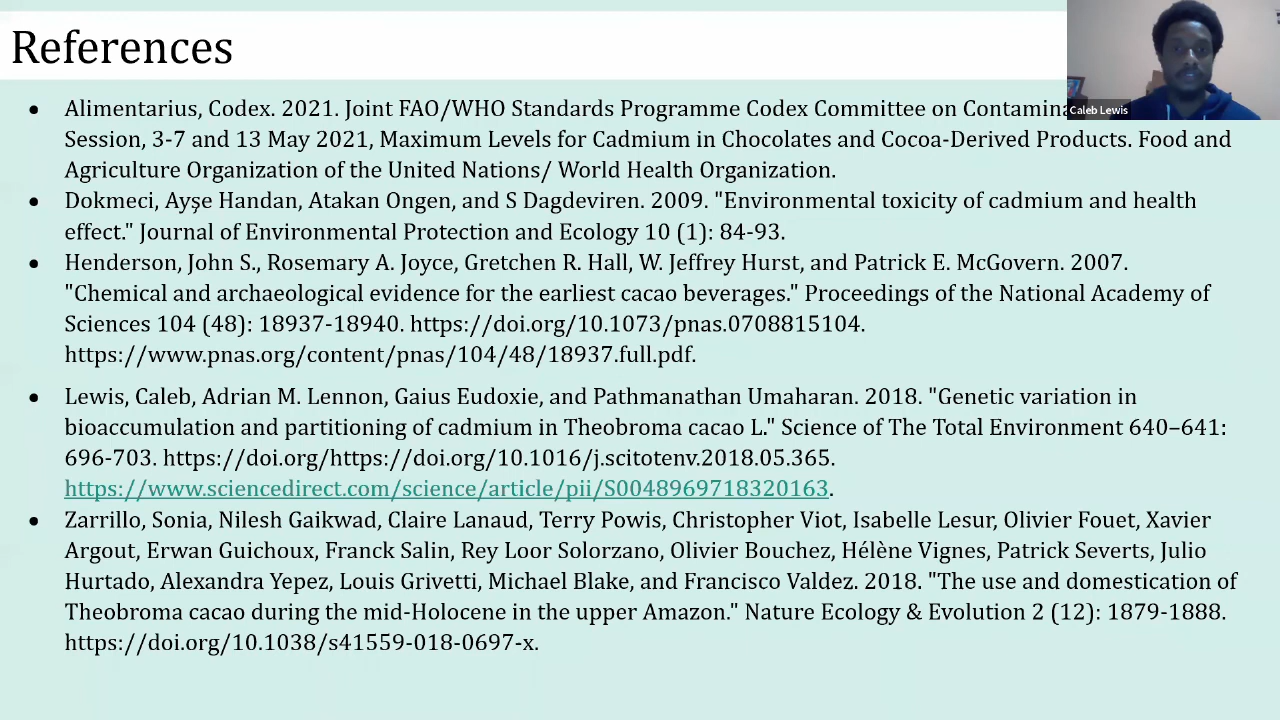 References
Caleb Lewis
• Alimentarius, Codex. 2021. Joint FAO/WHO Standards Programme Codex Committee on
Session, 3-7 and 13 May 2021, Maximum Levels for Cadmium in Chocolates and Cocoa-Derived Products. Food and
Agriculture Organization of the United Nations/ World Health Organization.
• Dokmeci, Ayşe Handan, Atakan Ongen, and S Dagdeviren. 2009. "Environmental toxicity of cadmium and health
effect." Journal of Environmental Protection and Ecology 10 (1): 84-93.
• Henderson, John S., Rosemary A. Joyce, Gretchen R. Hall, W. Jeffrey Hurst, and Patrick E. McGovern. 2007.
"Chemical and archaeological evidence for the earliest cacao beverages." Proceedings of the National Academy of
Sciences 104 (48): 18937-18940. https://doi.org/10.1073/pnas.0708815104.
https://www.pnas.org/content/pnas/104/48/18937.full.pdf.
• Lewis, Caleb, Adrian M. Lennon, Gaius Eudoxie, and Pathmanathan Umaharan. 2018. "Genetic variation in
bioaccumulation and partitioning of cadmium in Theobroma cacao L." Science of The Total Environment 640–641:
696-703. https://doi.org/https://doi.org/10.1016/j.scitotenv.2018.05.365.
https://www.sciencedirect.com/science/article/pii/S0048969718320163.
• Zarrillo, Sonia, Nilesh Gaikwad, Claire Lanaud, Terry Powis, Christopher Viot, Isabelle Lesur, Olivier Fouet, Xavier
Argout, Erwan Guichoux, Franck Salin, Rey Loor Solorzano, Olivier Bouchez, Hélène Vignes, Patrick Severts, Julio
Hurtado, Alexandra Yepez, Louis Grivetti, Michael Blake, and Francisco Valdez. 2018. "The use and domestication of
Theobroma cacao during the mid-Holocene in the upper Amazon." Nature Ecology & Evolution 2 (12): 1879-1888.
https://doi.org/10.1038/s41559-018-0697-x.